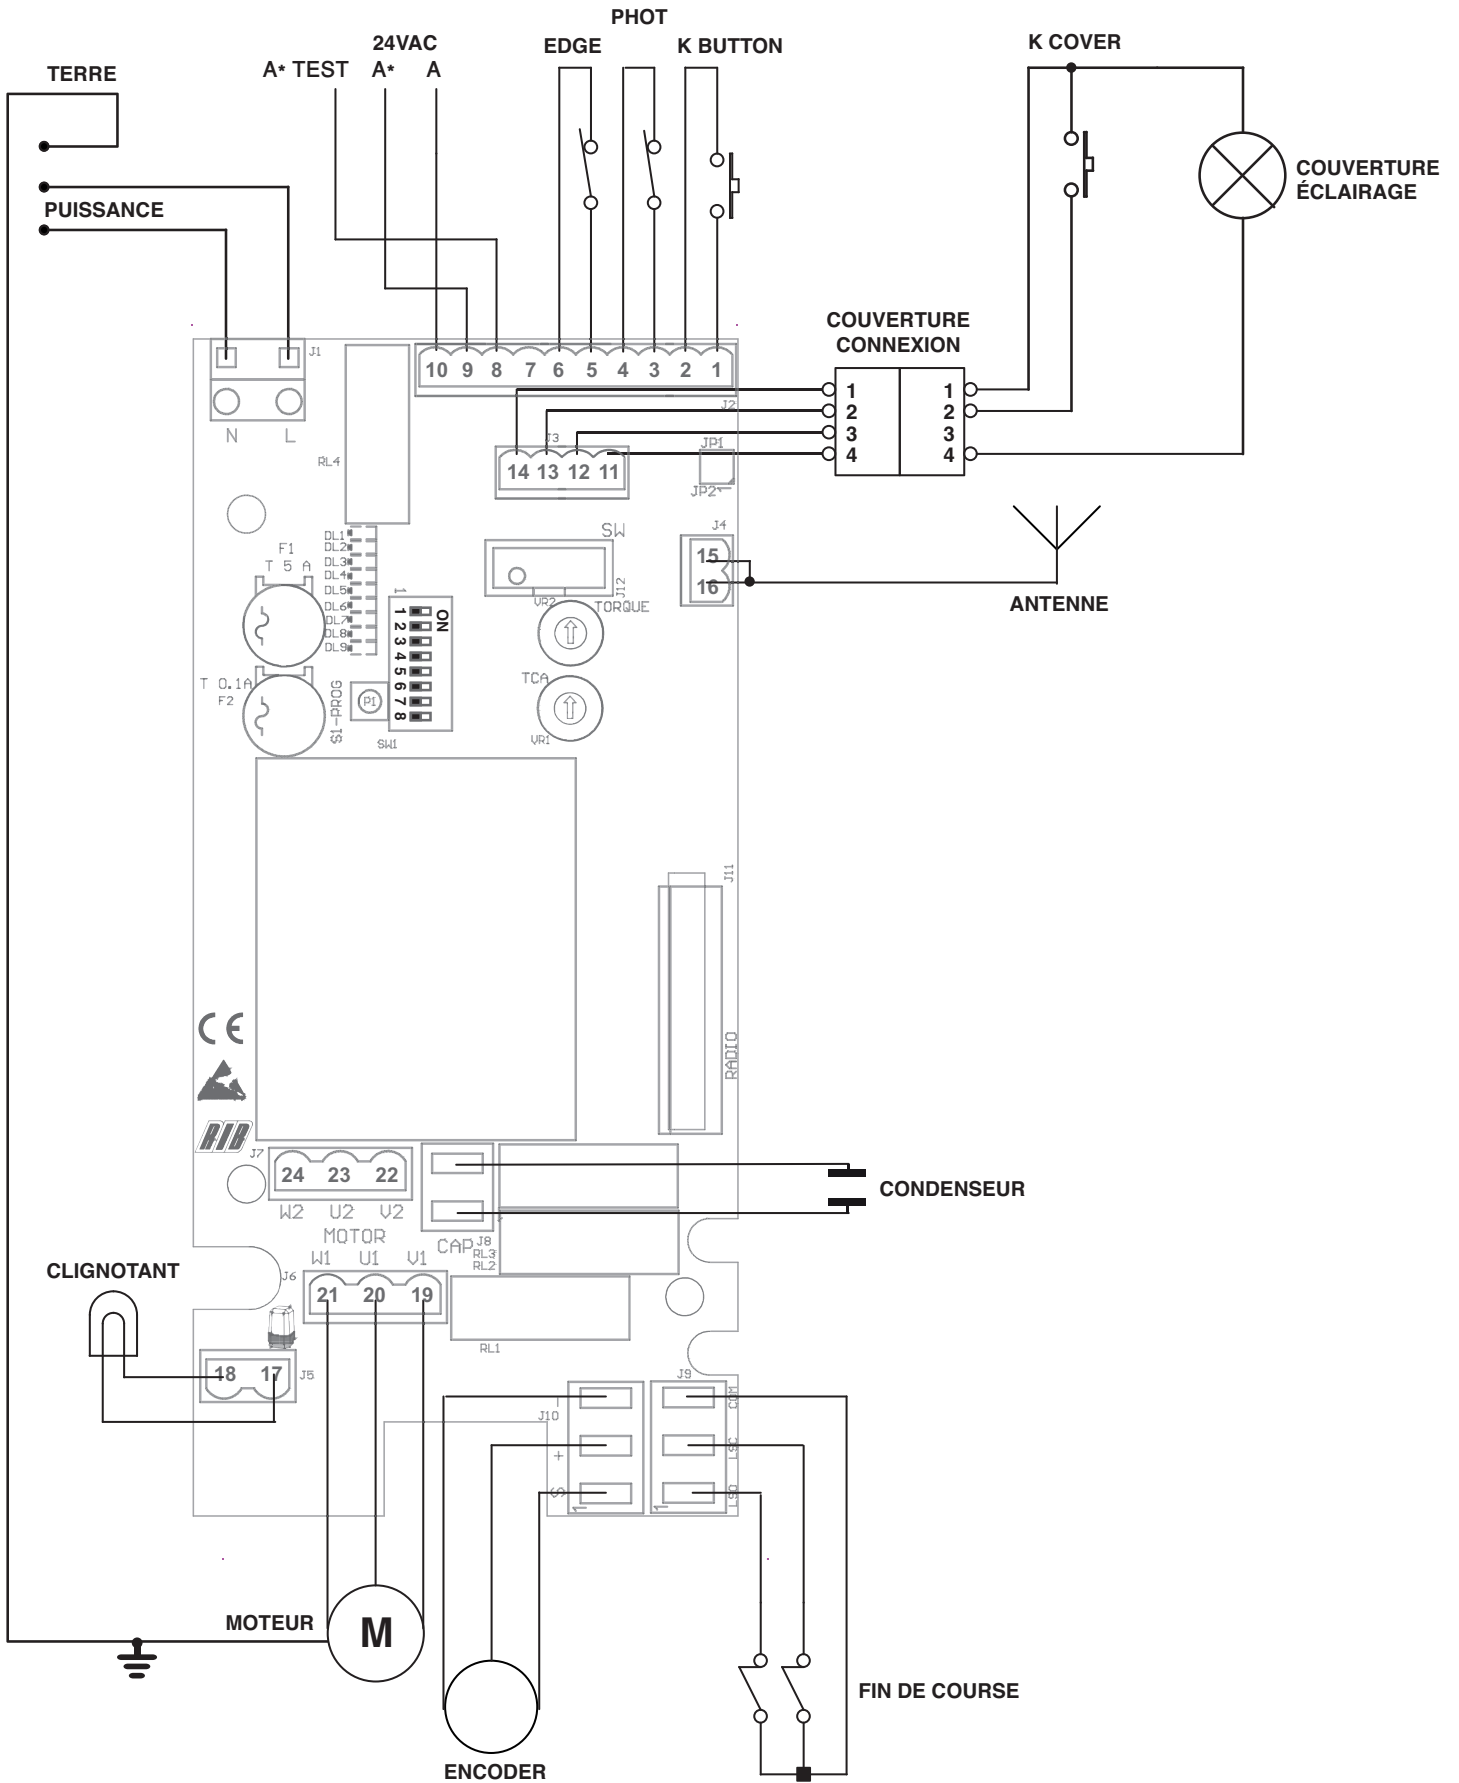 PHOT
24VAC
EDGE
K BUTTON
K COVER
TERRE
A* TEST
A*
A
COUVERTURE
ÉCLAIRAGE
PUISSANCE
COUVERTURE
CONNEXION
J1
10 9 8 7 6 5 4 3 2 1
J2
1 1
2 2
3 3
4 4
N L
RL4
J3
14 13 12 11
JP1
JP2 1
SW
J4
15
16
J12
ANTENNE
DL1
DL2
DL3
DL4
DL5
DL6
DL7
DL8
DL9
F1
T 5 A
T 0.1A
F2
1
ON
1
2
3
4
5
6
7
8
S1-PROG
P1
SW1
VR2
TORQUE
TCA
VR1
J11
RADIO
CE
RIB
J7
24 23 22
W2 U2 V2
MOTOR
W1 U1 V1
CONDENSEUR
CAP
J8
RL3
RL2
CLIGNOTANT
J6
21 20 19
RL1
18 17
J5
J9
J10
-
+
S
1
COM
LSC
LSO
1
MOTEUR
M
FIN DE COURSE
ENCODER